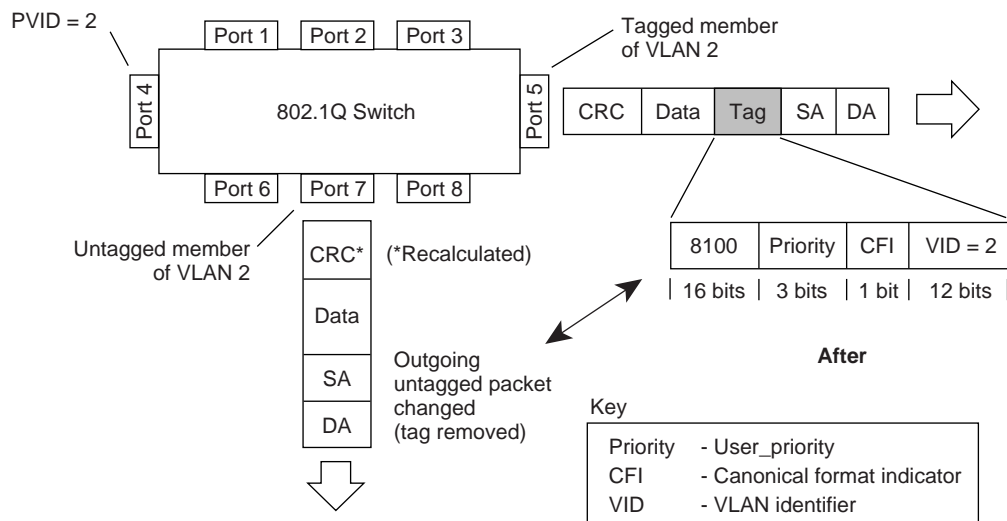 PVID = 2
Port 1
Port 2
Port 3
Tagged member
of VLAN 2
Port 4
802.1Q Switch
Port 5
CRC
Data
Tag
SA
DA
Port 6
Port 7
Port 8
Untagged member
of VLAN 2
CRC*
(*Recalculated)
Data
SA
DA
8100
Priority
CFI
VID = 2
16 bits
3 bits
1 bit
12 bits
After
Outgoing
untagged packet
changed
(tag removed)
Key
Priority - User_priority
CFI - Canonical format indicator
VID - VLAN identifier